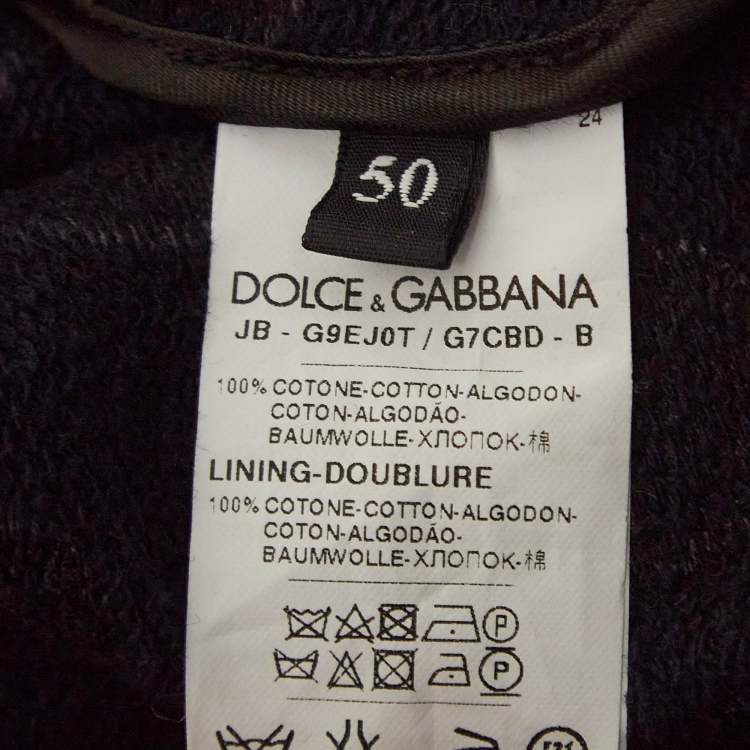 24
50
DOLCE & GABBANA
JB - G9EJ0T / G7CBD - B
100% COTONE-COTTON-ALGODON-
COTON-ALGODÃO-
BAUMWOLLE-ХЛОПОК-棉
LINING-DOUBLURE
100% COTONE-COTTON-ALGODON-
COTON-ALGODÃO-
BAUMWOLLE-ХЛОПОК-棉
P
P